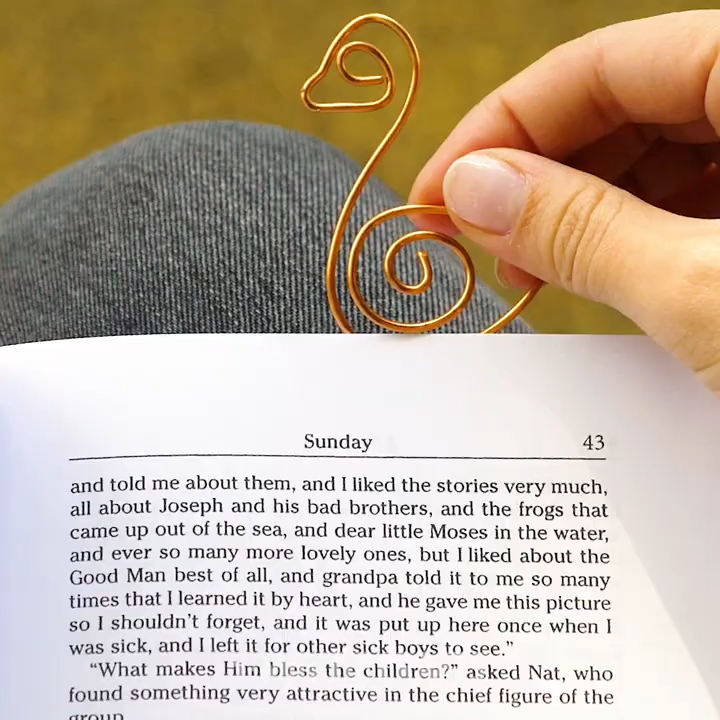 Sunday 43
and told me about them, and I liked the stories very much,
all about Joseph and his bad brothers, and the frogs that
came up out of the sea, and dear little Moses in the water,
and ever so many more lovely ones, but I liked about the
Good Man best of all, and grandpa told it to me so many
times that I learned it by heart, and he gave me this picture
so I shouldn't forget, and it was put up here once when I
was sick, and I left it for other sick boys to see."
"What makes Him bless the children?" asked Nat, who
found something very attractive in the chief figure of the
group.